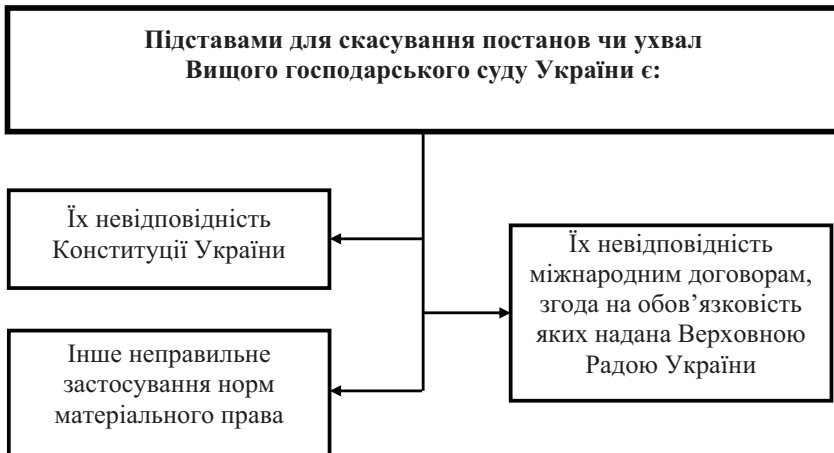 Підставами для скасування постанов чи ухвал
Вищого господарського суду України є:
Їх невідповідність
Конституції України
Їх невідповідність
міжнародним договорам,
згода на обов’язковість
яких надана Верховною
Радою України
Інше неправильне
застосування норм
матеріального права